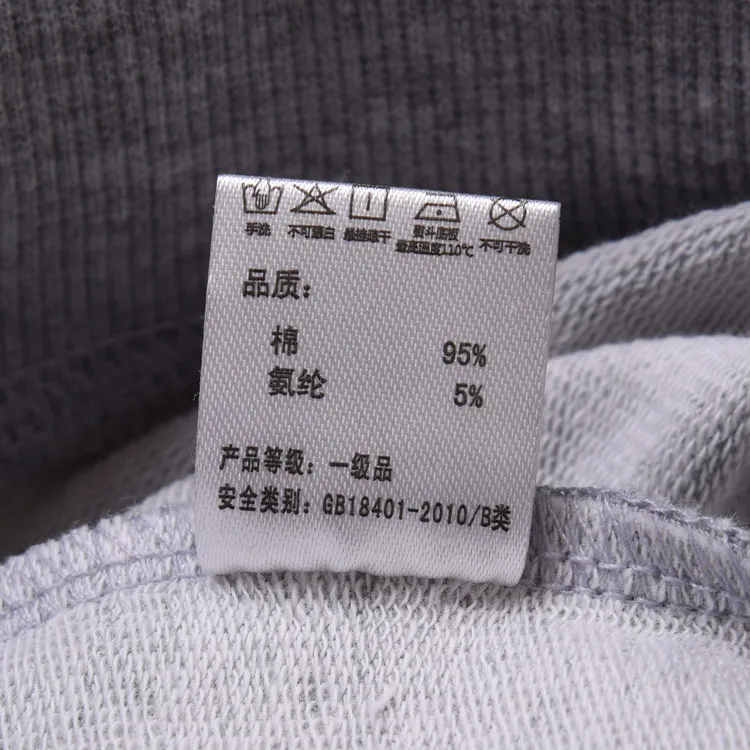 手洗 不可漂白 悬挂晾干 熨斗底板 不可干洗
最高温度110℃
品质：
棉 95%
氨纶 5%
产品等级：一级品
安全类别：GB18401-2010/B类